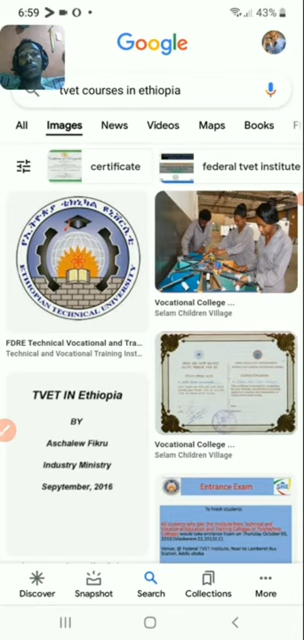 6:59
43%
Google
tvet courses in ethiopia
All Images News Videos Maps Books
certificate
federal tvet institute
ETHIOPIAN TECHNICAL UNIVERSITY
Vocational College ...
Selam Children Village
FDRE Technical Vocational and Tra...
Technical and Vocational Training Inst...
Vocational College ...
Selam Children Village
TVET IN Ethiopia
BY
Aschalew Fikru
Industry Ministry
Sepytember, 2016
Entrance Exam
To fresh students
Discover Snapshot Search Collections More